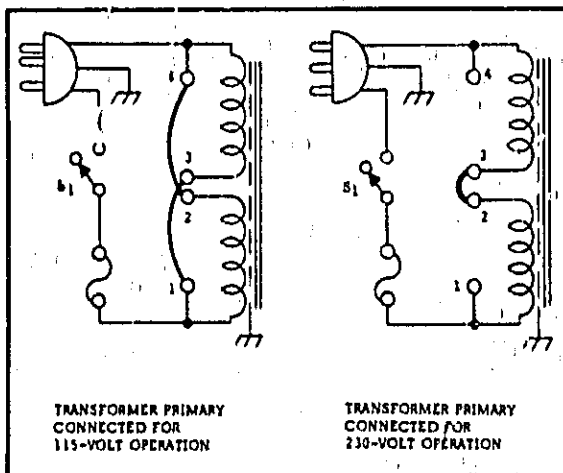 4
3
S1
2
1
TRANSFORMER PRIMARY
CONNECTED FOR
115-VOLT OPERATION
4
3
S1
2
1
TRANSFORMER PRIMARY
CONNECTED FOR
230-VOLT OPERATION